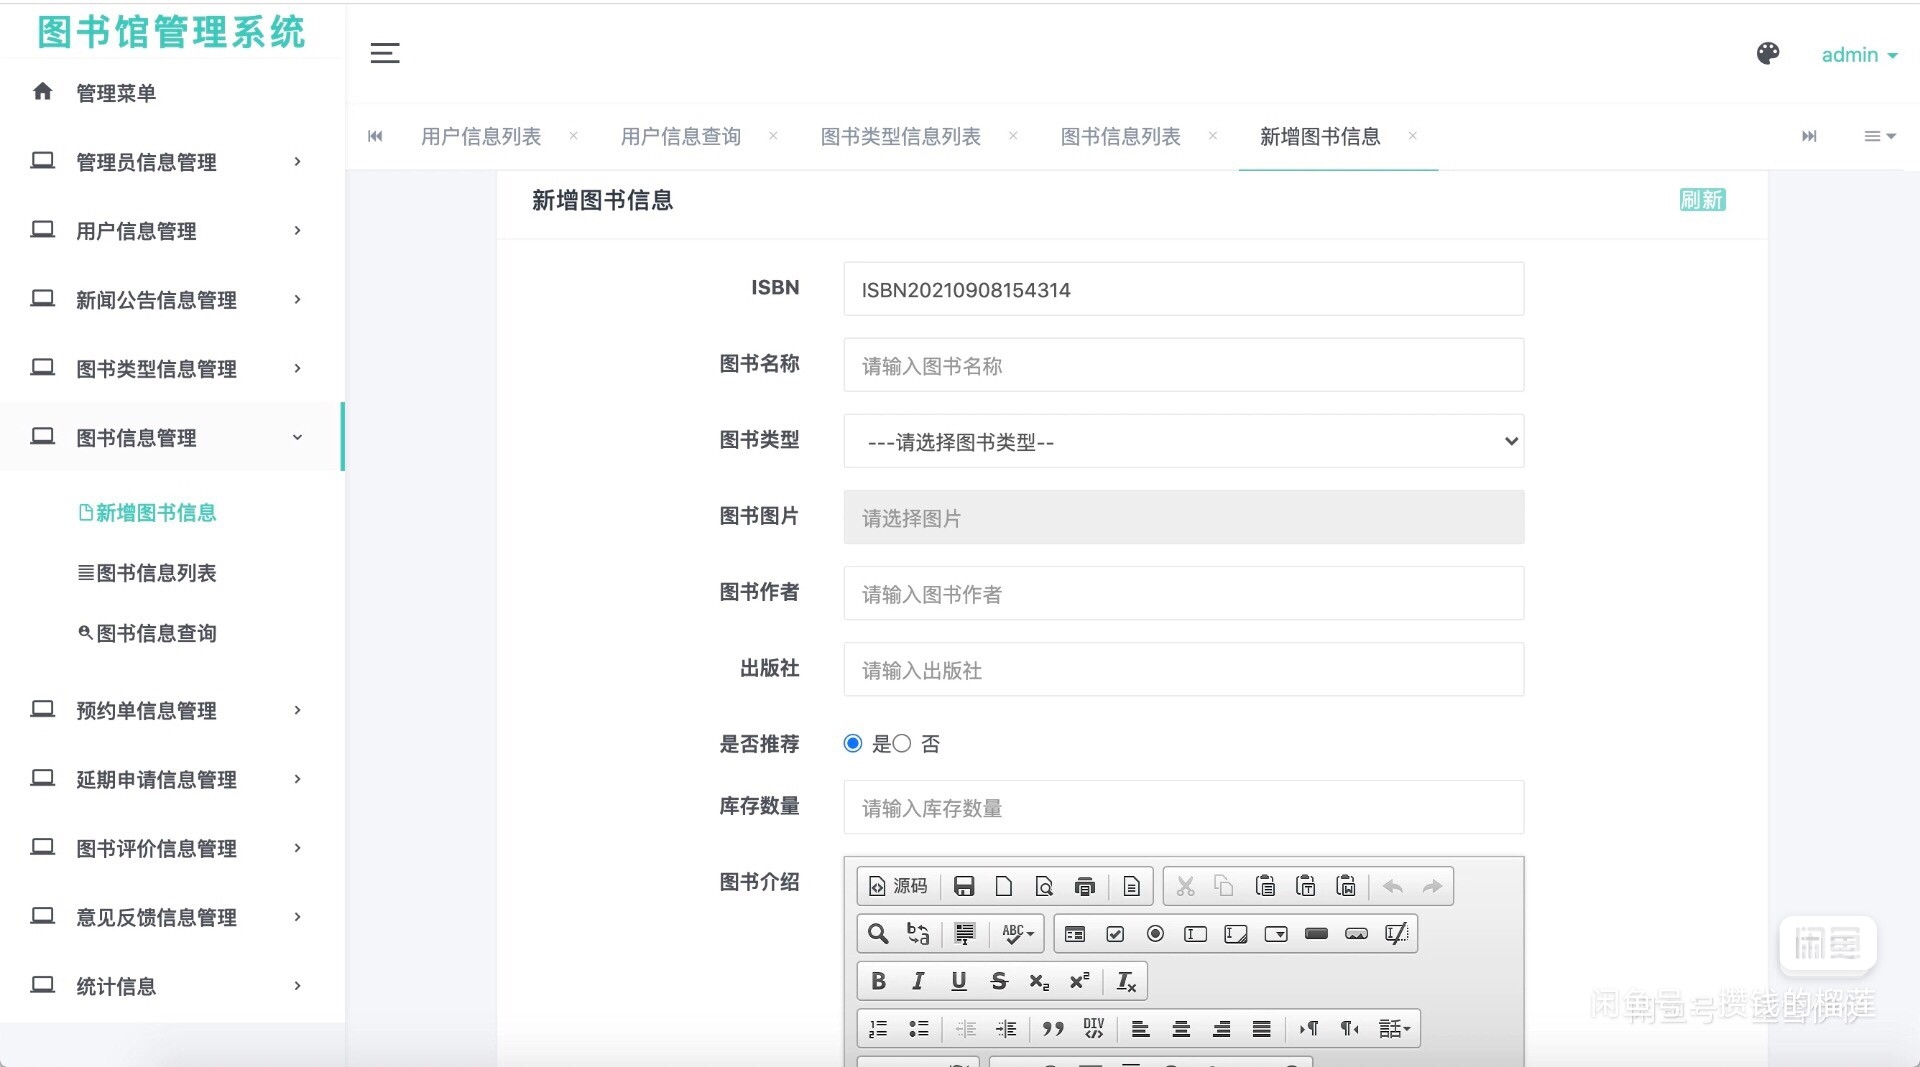 图书馆管理系统
admin
管理菜单
管理员信息管理
用户信息管理
新闻公告信息管理
图书类型信息管理
图书信息管理
新增图书信息
图书信息列表
图书信息查询
预约单信息管理
延期申请信息管理
图书评价信息管理
意见反馈信息管理
统计信息
用户信息列表 × 用户信息查询 × 图书类型信息列表 × 图书信息列表 × 新增图书信息 ×
新增图书信息
刷新
ISBN ISBN20210908154314
图书名称 请输入图书名称
图书类型 ---请选择图书类型--
图书图片 请选择图片
图书作者 请输入图书作者
出版社 请输入出版社
是否推荐 是 否
库存数量 请输入库存数量
图书介绍
源码
ABC
B I U S x₂ x² Tx
DIV
話
闲鱼